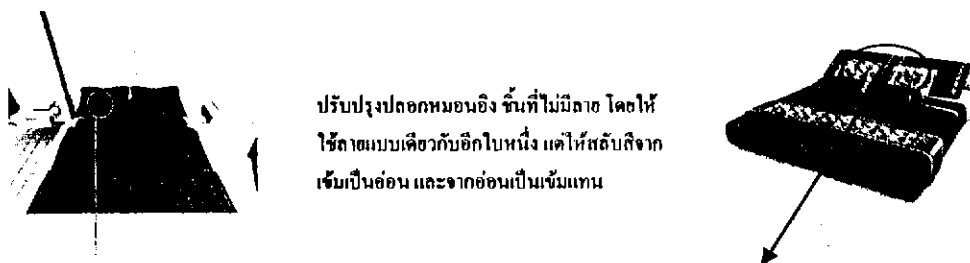 ปรับปรุงปลอกหมอนอิง ชิ้นที่ไม่มีลาย โดยให้
ใช้ลายแบบเดียวกับอีกใบหนึ่ง แต่ให้สลับสีจาก
เข้มเป็นอ่อน และจากอ่อนเป็นเข้มแทน